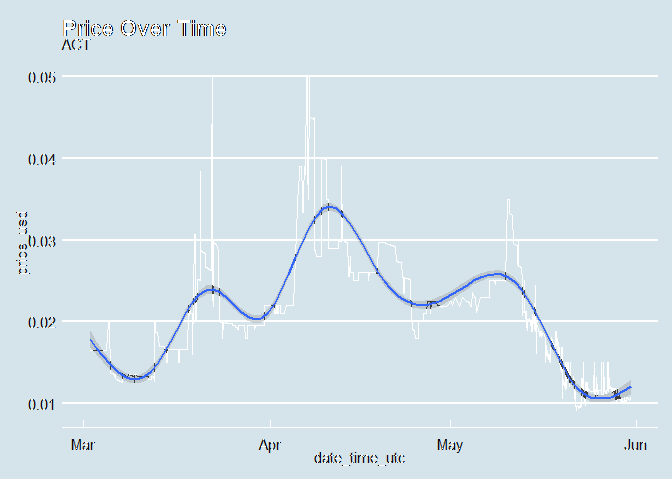 Price Over Time
ACT
0.05
0.04
0.03
0.02
0.01
price_usd
Mar
Apr
May
Jun
date_time_utc